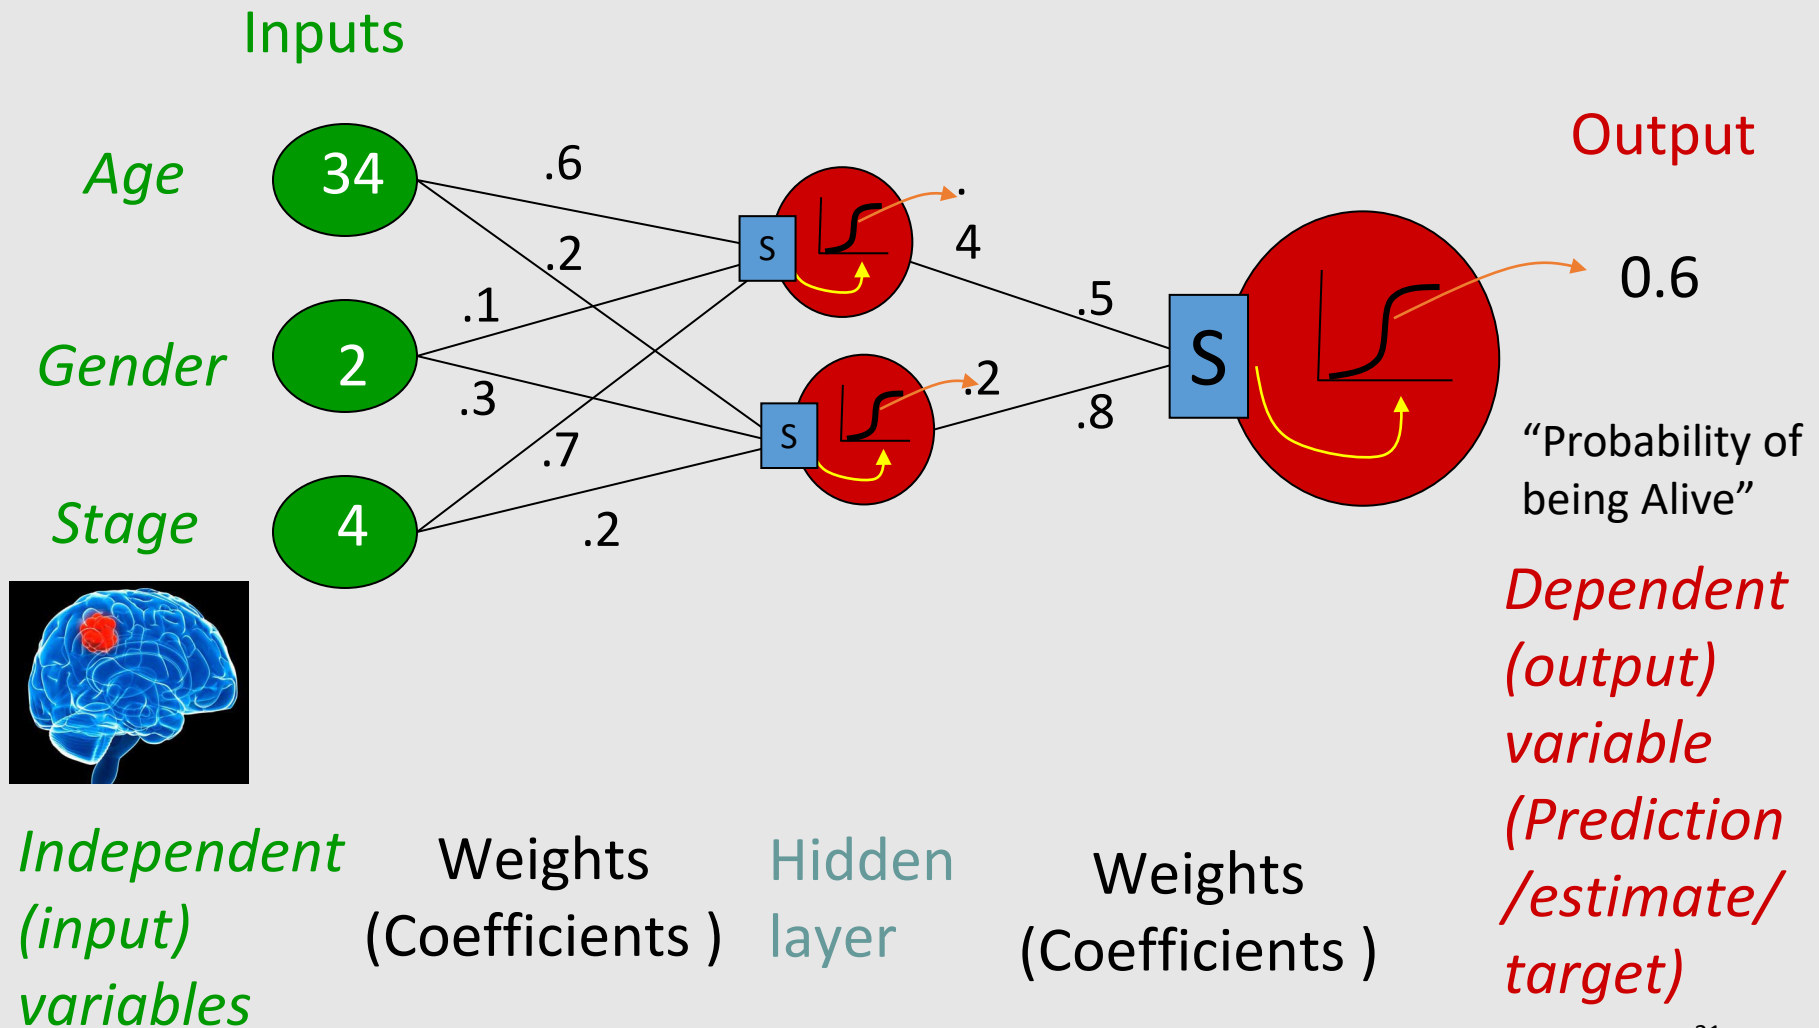 Inputs
Output
Age
34
.6
.2
S
.
4
.5
0.6
Gender
2
.1
.3
S
.2
.8
S
“Probability of
being Alive”
Stage
4
.7
.2
Dependent
(output)
variable
(Prediction
/estimate/
target)
Independent
(input)
variables
Weights
(Coefficients )
Hidden
layer
Weights
(Coefficients )